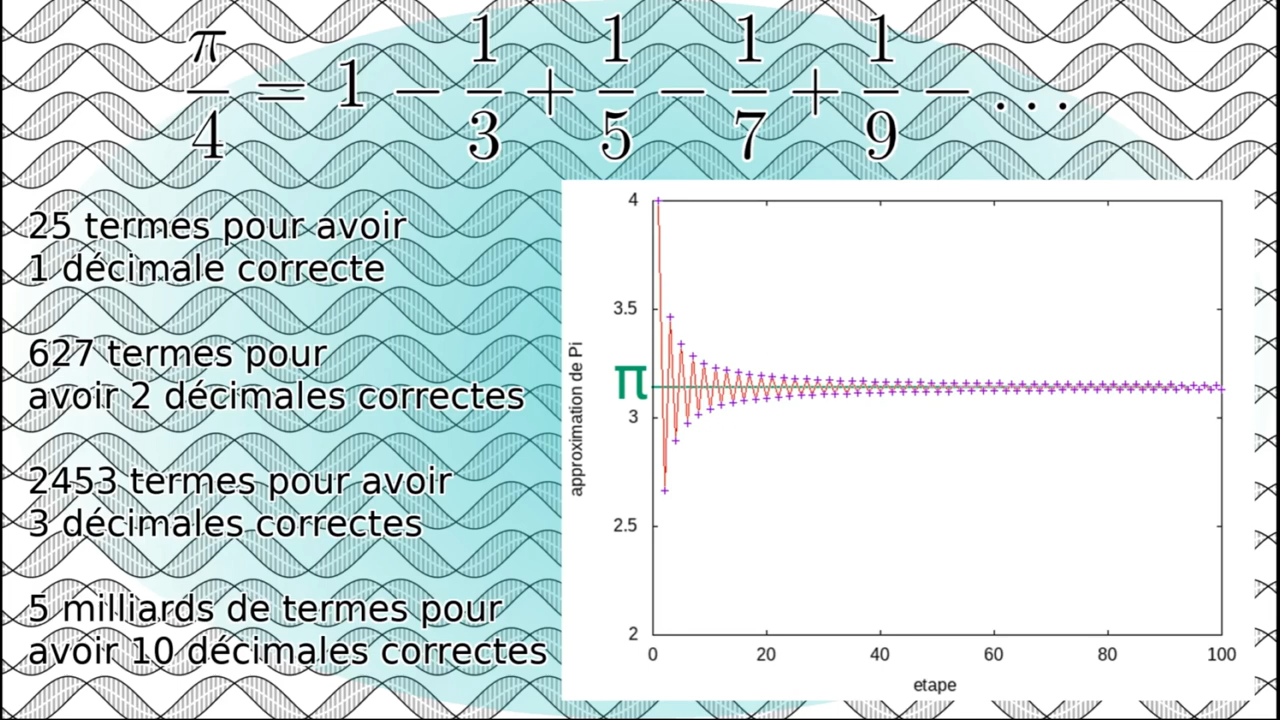 π/4 = 1 − 1/3 + 1/5 − 1/7 + 1/9 − …
25 termes pour avoir
1 décimale correcte
627 termes pour
avoir 2 décimales correctes
2453 termes pour avoir
3 décimales correctes
5 milliards de termes pour
avoir 10 décimales correctes
4
3.5
π
3
2.5
2
approximation de Pi
0 20 40 60 80 100
etape